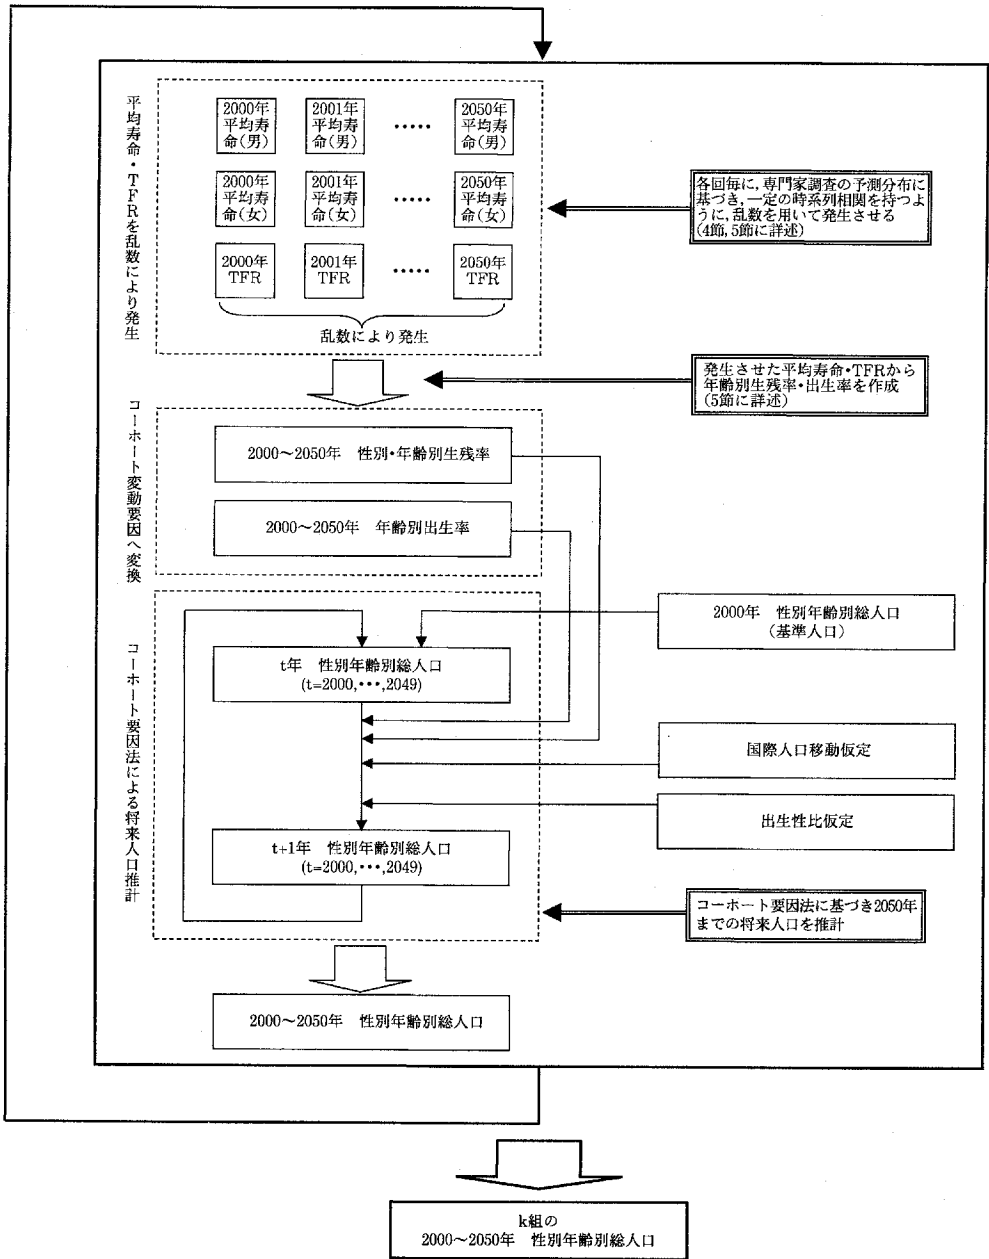 平均寿命・TFRを乱数により発生
2000年
平均寿
命(男)
2001年
平均寿
命(男)
・・・・・
2050年
平均寿
命(男)
2000年
平均寿
命(女)
2001年
平均寿
命(女)
・・・・・
2050年
平均寿
命(女)
2000年
TFR
2001年
TFR
・・・・・
2050年
TFR
乱数により発生
各回毎に,専門家調査の予測分布に
基づき,一定の時系列相関を持つよ
うに,乱数を用いて発生させる
(4節,5節に詳述)
発生させた平均寿命・TFRから
年齢別生残率・出生率を作成
(5節に詳述)
コーホート変動要因へ変換
2000～2050年 性別・年齢別生残率
2000～2050年 年齢別出生率
コーホート要因法による将来人口推計
2000年 性別年齢別総人口
(基準人口)
t年 性別年齢別総人口
(t=2000,・・・,2049)
国際人口移動仮定
出生性比仮定
t+1年 性別年齢別総人口
(t=2000,・・・,2049)
コーホート要因法に基づき2050年
までの将来人口を推計
2000～2050年 性別年齢別総人口
k組の
2000～2050年 性別年齢別総人口